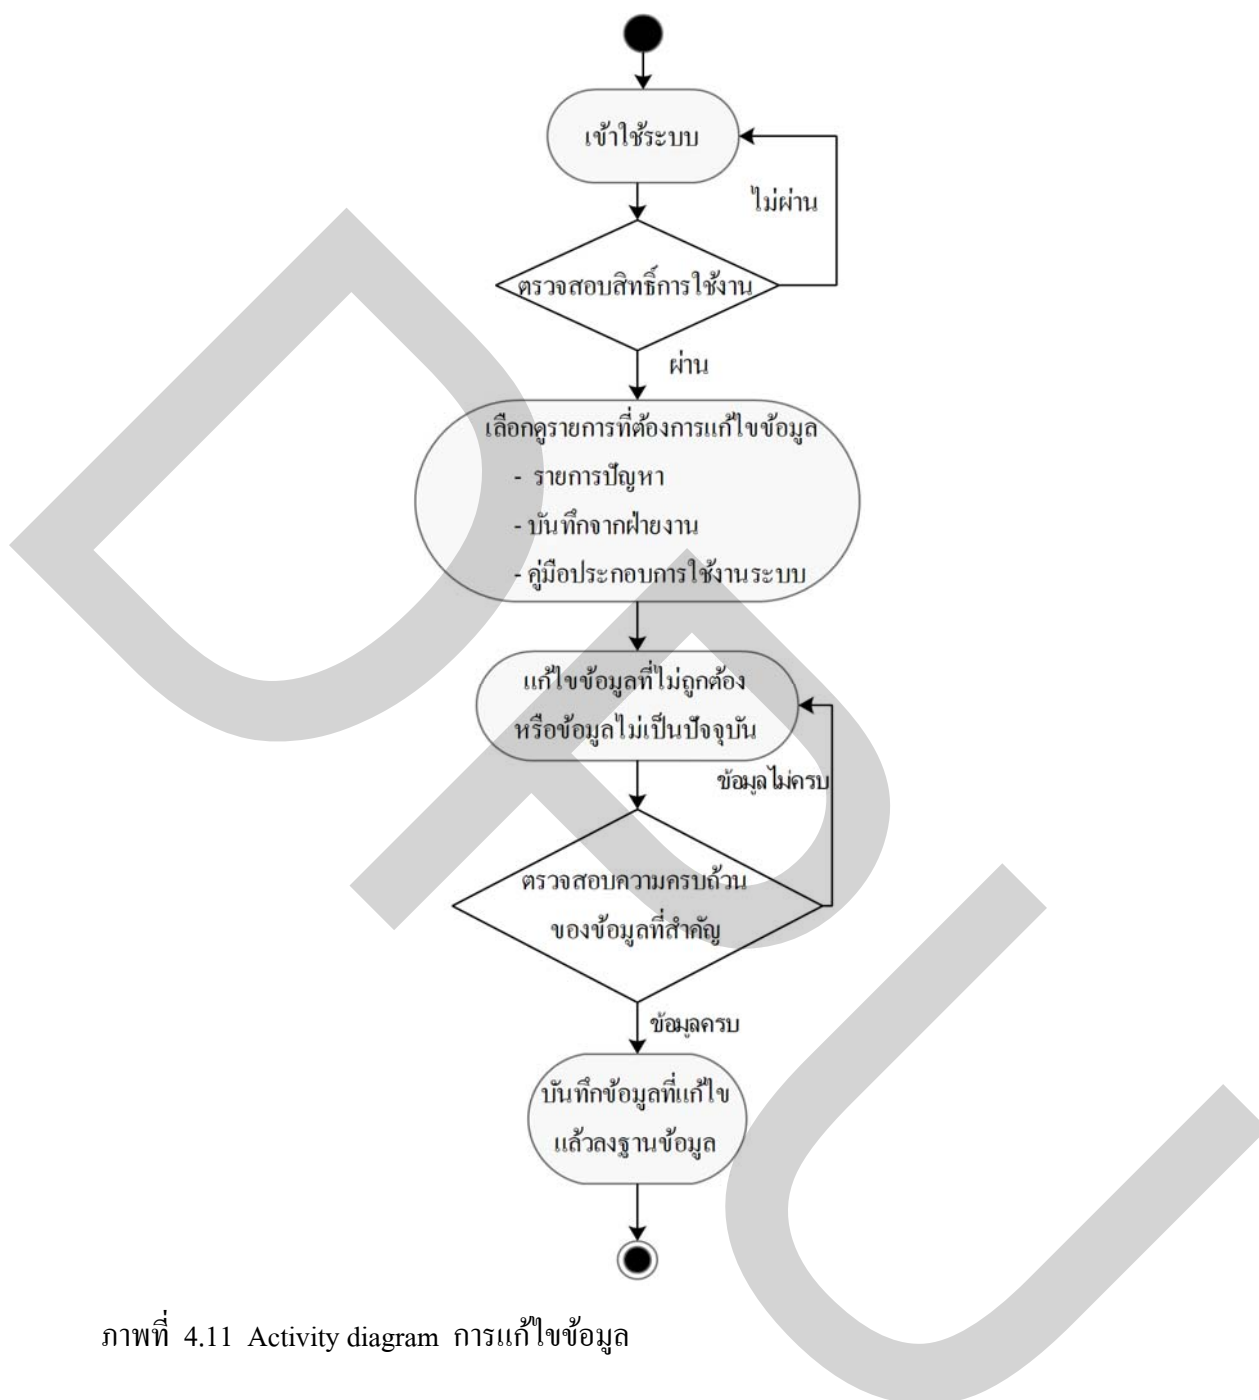 เข้าใช้ระบบ
ไม่ผ่าน
ตรวจสอบสิทธิ์การใช้งาน
ผ่าน
เลือกดูรายการที่ต้องการแก้ไขข้อมูล
- รายการปัญหา
- บันทึกจากฝ่ายงาน
- คู่มือประกอบการใช้งานระบบ
แก้ไขข้อมูลที่ไม่ถูกต้อง
หรือข้อมูลไม่เป็นปัจจุบัน
ข้อมูลไม่ครบ
ตรวจสอบความครบถ้วน
ของข้อมูลที่สำคัญ
ข้อมูลครบ
บันทึกข้อมูลที่แก้ไข
แล้วลงฐานข้อมูล
ภาพที่ 4.11 Activity diagram การแก้ไขข้อมูล
DPU